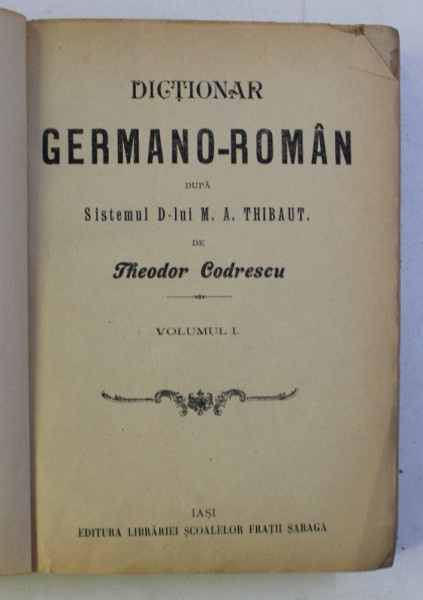 DICȚIONAR
GERMANO-ROMÂN
DUPĂ
Sistemul D-lui M. A. THIBAUT.
DE
Theodor Codrescu
VOLUMUL I.
IAȘI
EDITURA LIBRĂRIEI ȘCOALELOR FRAȚII ȘARAGA